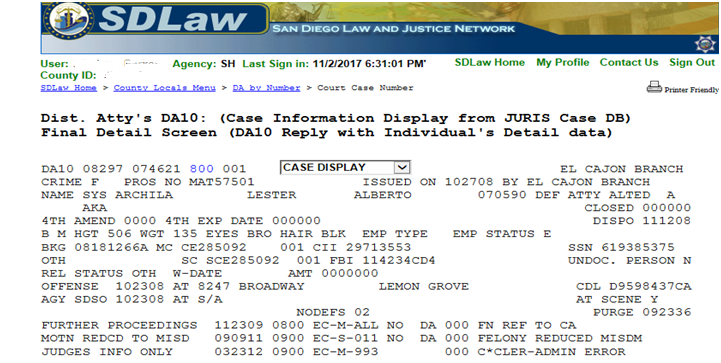 SDLaw SAN DIEGO LAW AND JUSTICE NETWORK
User: Agency: SH Last Sign in: 11/2/2017 6:31:01 PM' SDLaw Home My Profile Contact Us Sign Out
County ID:
SDLaw Home > County Locals Menu > DA by Number > Court Case Number Printer Friendly
Dist. Atty's DA10: (Case Information Display from JURIS Case DB)
Final Detail Screen (DA10 Reply with Individual's Detail data)
DA10 08297 074621 800 001 CASE DISPLAY EL CAJON BRANCH
CRIME F PROS NO MAT57501 ISSUED ON 102708 BY EL CAJON BRANCH
NAME SYS ARCHILA LESTER ALBERTO 070590 DEF ATTY ALTED A
AKA CLOSED 000000
4TH AMEND 0000 4TH EXP DATE 000000 DISPO 111208
B M HGT 506 WGT 135 EYES BRO HAIR BLK EMP TYPE EMP STATUS E
BKG 08181266A MC CE285092 001 CII 29713553 SSN 619385375
OTH SC SCE285092 001 FBI 114234CD4 UNDOC. PERSON N
REL STATUS OTH W-DATE AMT 0000000
OFFENSE 102308 AT 8247 BROADWAY LEMON GROVE CDL D9598437CA
AGY SDSO 102308 AT S/A AT SCENE Y
NODEFS 02 PURGE 092336
FURTHER PROCEEDINGS 112309 0800 EC-M-ALL NO DA 000 FN REF TO CA
MOTN REDCD TO MISD 090911 0900 EC-S-011 NO DA 000 FELONY REDUCED MISDM
JUDGES INFO ONLY 032312 0900 EC-M-993 000 C*CLER-ADMIN ERROR